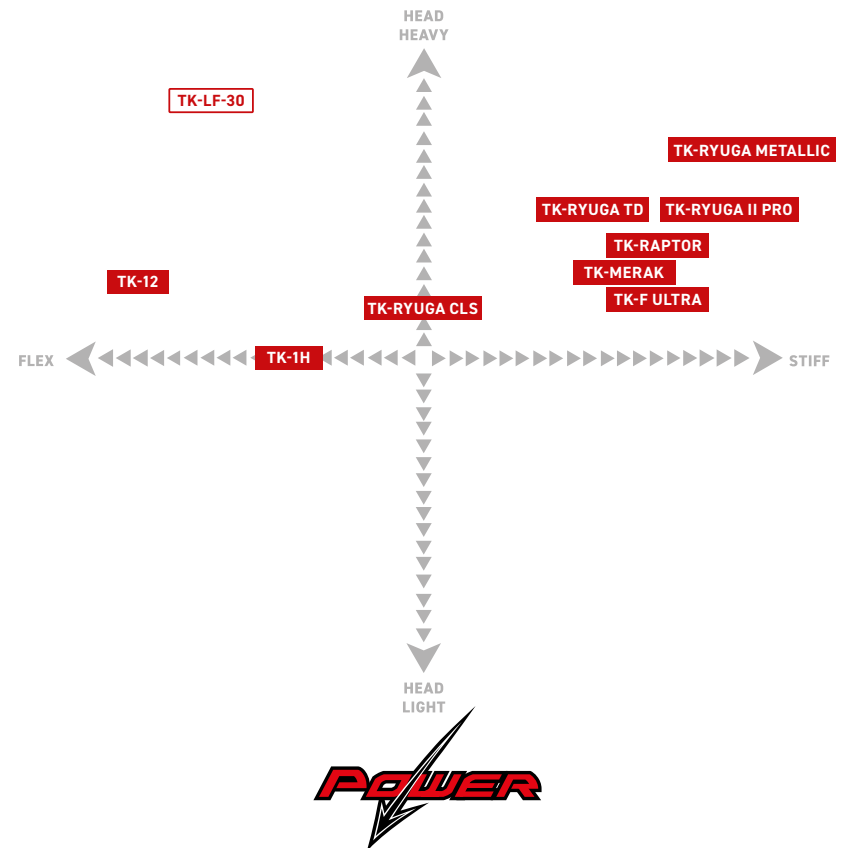 HEAD
HEAVY
TK-LF-30
TK-RYUGA METALLIC
TK-RYUGA TD
TK-RYUGA II PRO
TK-RAPTOR
TK-MERAK
TK-12
TK-F ULTRA
TK-RYUGA CLS
FLEX
TK-1H
STIFF
HEAD
LIGHT
POWER